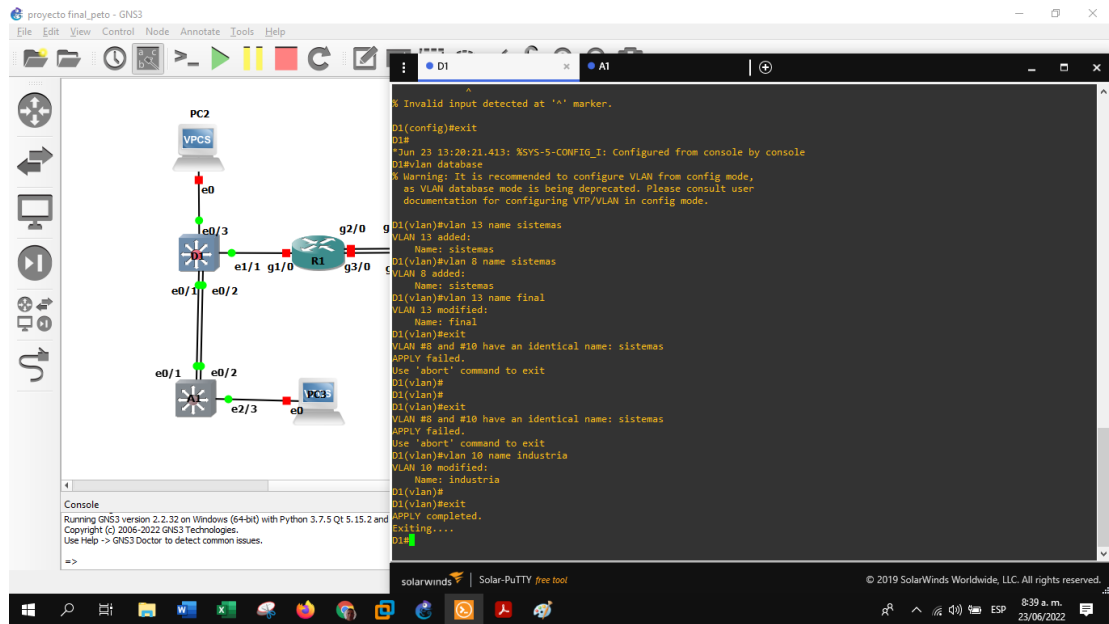 proyecto final_peto - GNS3
File Edit View Control Node Annotate Tools Help
D1
A1
PC2
VPCS
e0
e0/3
g2/0
D1
e1/1 g1/0
R1
g3/0
e0/1 e0/2
e0/1 e0/2
A1
e2/3
e0
PC3
Console
Running GNS3 version 2.2.32 on Windows (64-bit) with Python 3.7.5 Qt 5.15.2 and
Copyright (c) 2006-2022 GNS3 Technologies.
Use Help -> GNS3 Doctor to detect common issues.
=>
^
% Invalid input detected at '^' marker.
D1(config)#exit
D1#
*Jun 23 13:20:21.413: %SYS-5-CONFIG_I: Configured from console by console
D1#vlan database
% Warning: It is recommended to configure VLAN from config mode,
as VLAN database mode is being deprecated. Please consult user
documentation for configuring VTP/VLAN in config mode.
D1(vlan)#vlan 13 name sistemas
VLAN 13 added:
Name: sistemas
D1(vlan)#vlan 8 name sistemas
VLAN 8 added:
Name: sistemas
D1(vlan)#vlan 13 name final
VLAN 13 modified:
Name: final
D1(vlan)#exit
VLAN #8 and #10 have an identical name: sistemas
APPLY failed.
Use 'abort' command to exit
D1(vlan)#
D1(vlan)#
D1(vlan)#exit
VLAN #8 and #10 have an identical name: sistemas
APPLY failed.
Use 'abort' command to exit
D1(vlan)#vlan 10 name industria
VLAN 10 modified:
Name: industria
D1(vlan)#
D1(vlan)#exit
APPLY completed.
Exiting....
D1#
solarwinds Solar-PuTTY free tool
© 2019 SolarWinds Worldwide, LLC. All rights reserved.
ESP
8:39 a. m.
23/06/2022